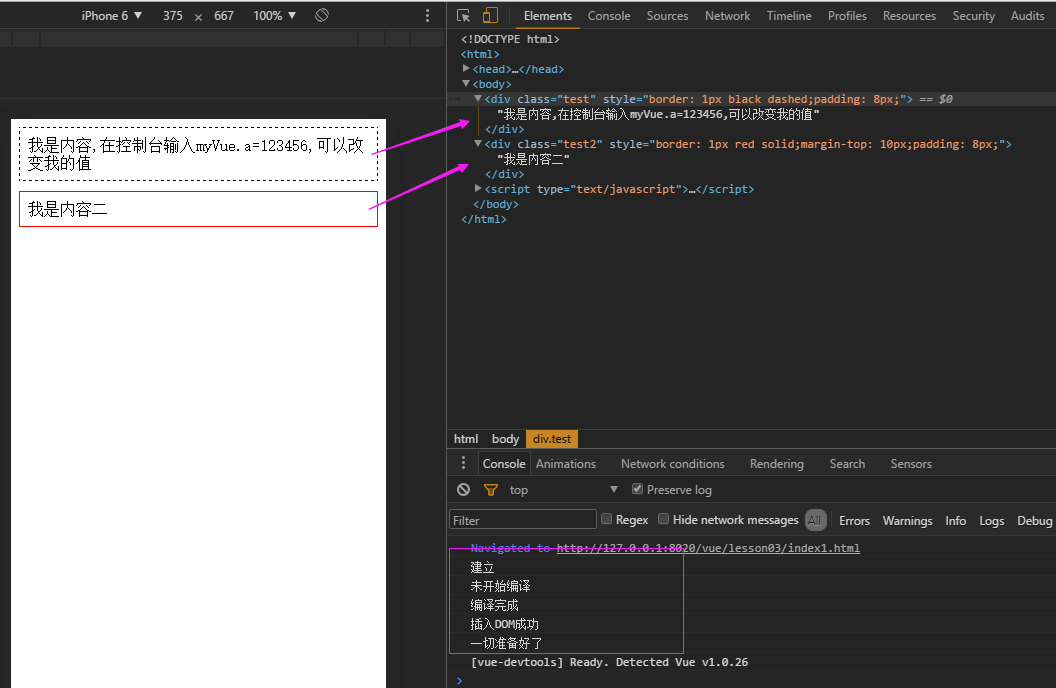 iPhone 6 ▼ 375 × 667 100% ▼
Elements Console Sources Network Timeline Profiles Resources Security Audits
我是内容,在控制台输入myVue.a=123456,可以改
变我的值
我是内容二
<!DOCTYPE html>
<html>
▶<head>…</head>
▼<body>
▼<div class="test" style="border: 1px black dashed;padding: 8px;"> == $0
"我是内容,在控制台输入myVue.a=123456,可以改变我的值"
</div>
▼<div class="test2" style="border: 1px red solid;margin-top: 10px;padding: 8px;">
"我是内容二"
</div>
▶<script type="text/javascript">…</script>
</body>
</html>
html body div.test
Console Animations Network conditions Rendering Search Sensors
top ▼ Preserve log
Filter Regex Hide network messages All Errors Warnings Info Logs Debug
Navigated to http://127.0.0.1:8020/vue/lesson03/index1.html
建立
未开始编译
编译完成
插入DOM成功
一切准备好了
[vue-devtools] Ready. Detected Vue v1.0.26
>